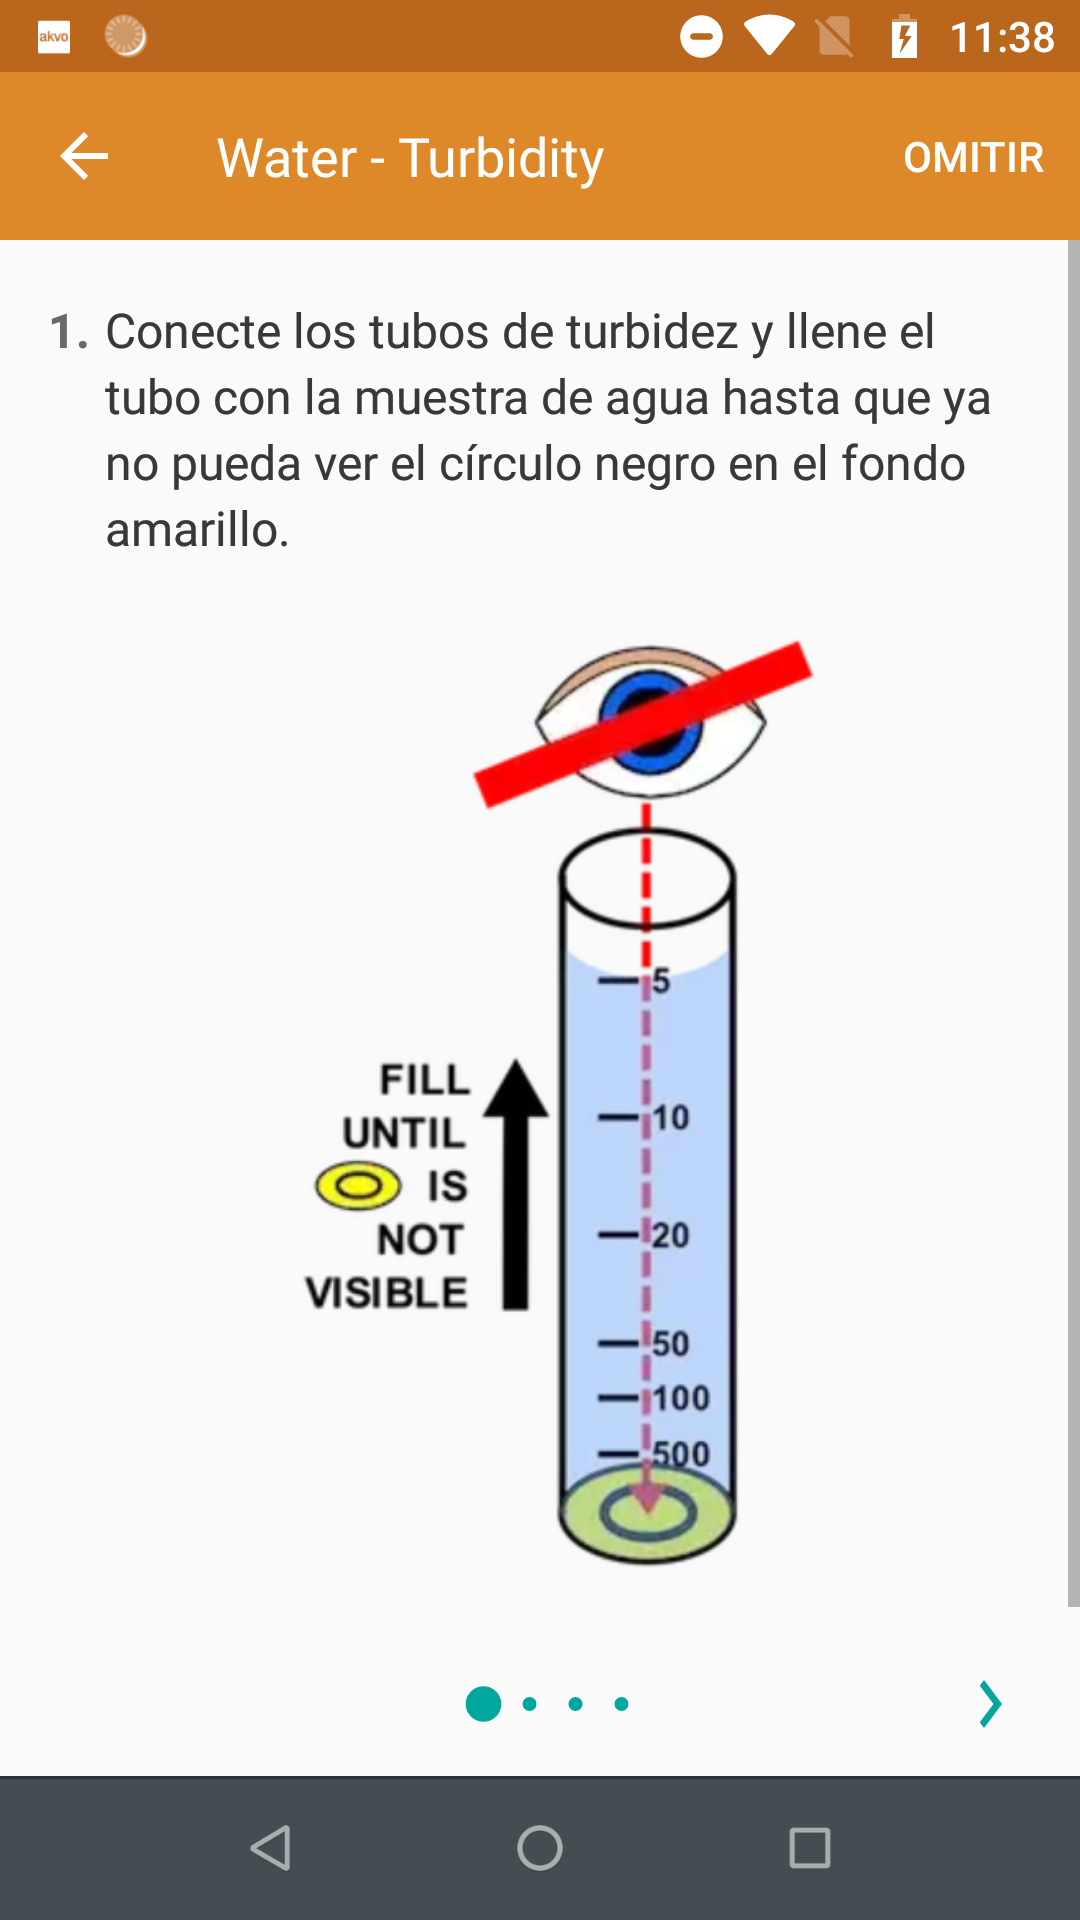 akvo
11:38
Water - Turbidity
OMITIR
1. Conecte los tubos de turbidez y llene el
tubo con la muestra de agua hasta que ya
no pueda ver el círculo negro en el fondo
amarillo.
5
FILL
UNTIL
10
IS
NOT
20
VISIBLE
50
100
500